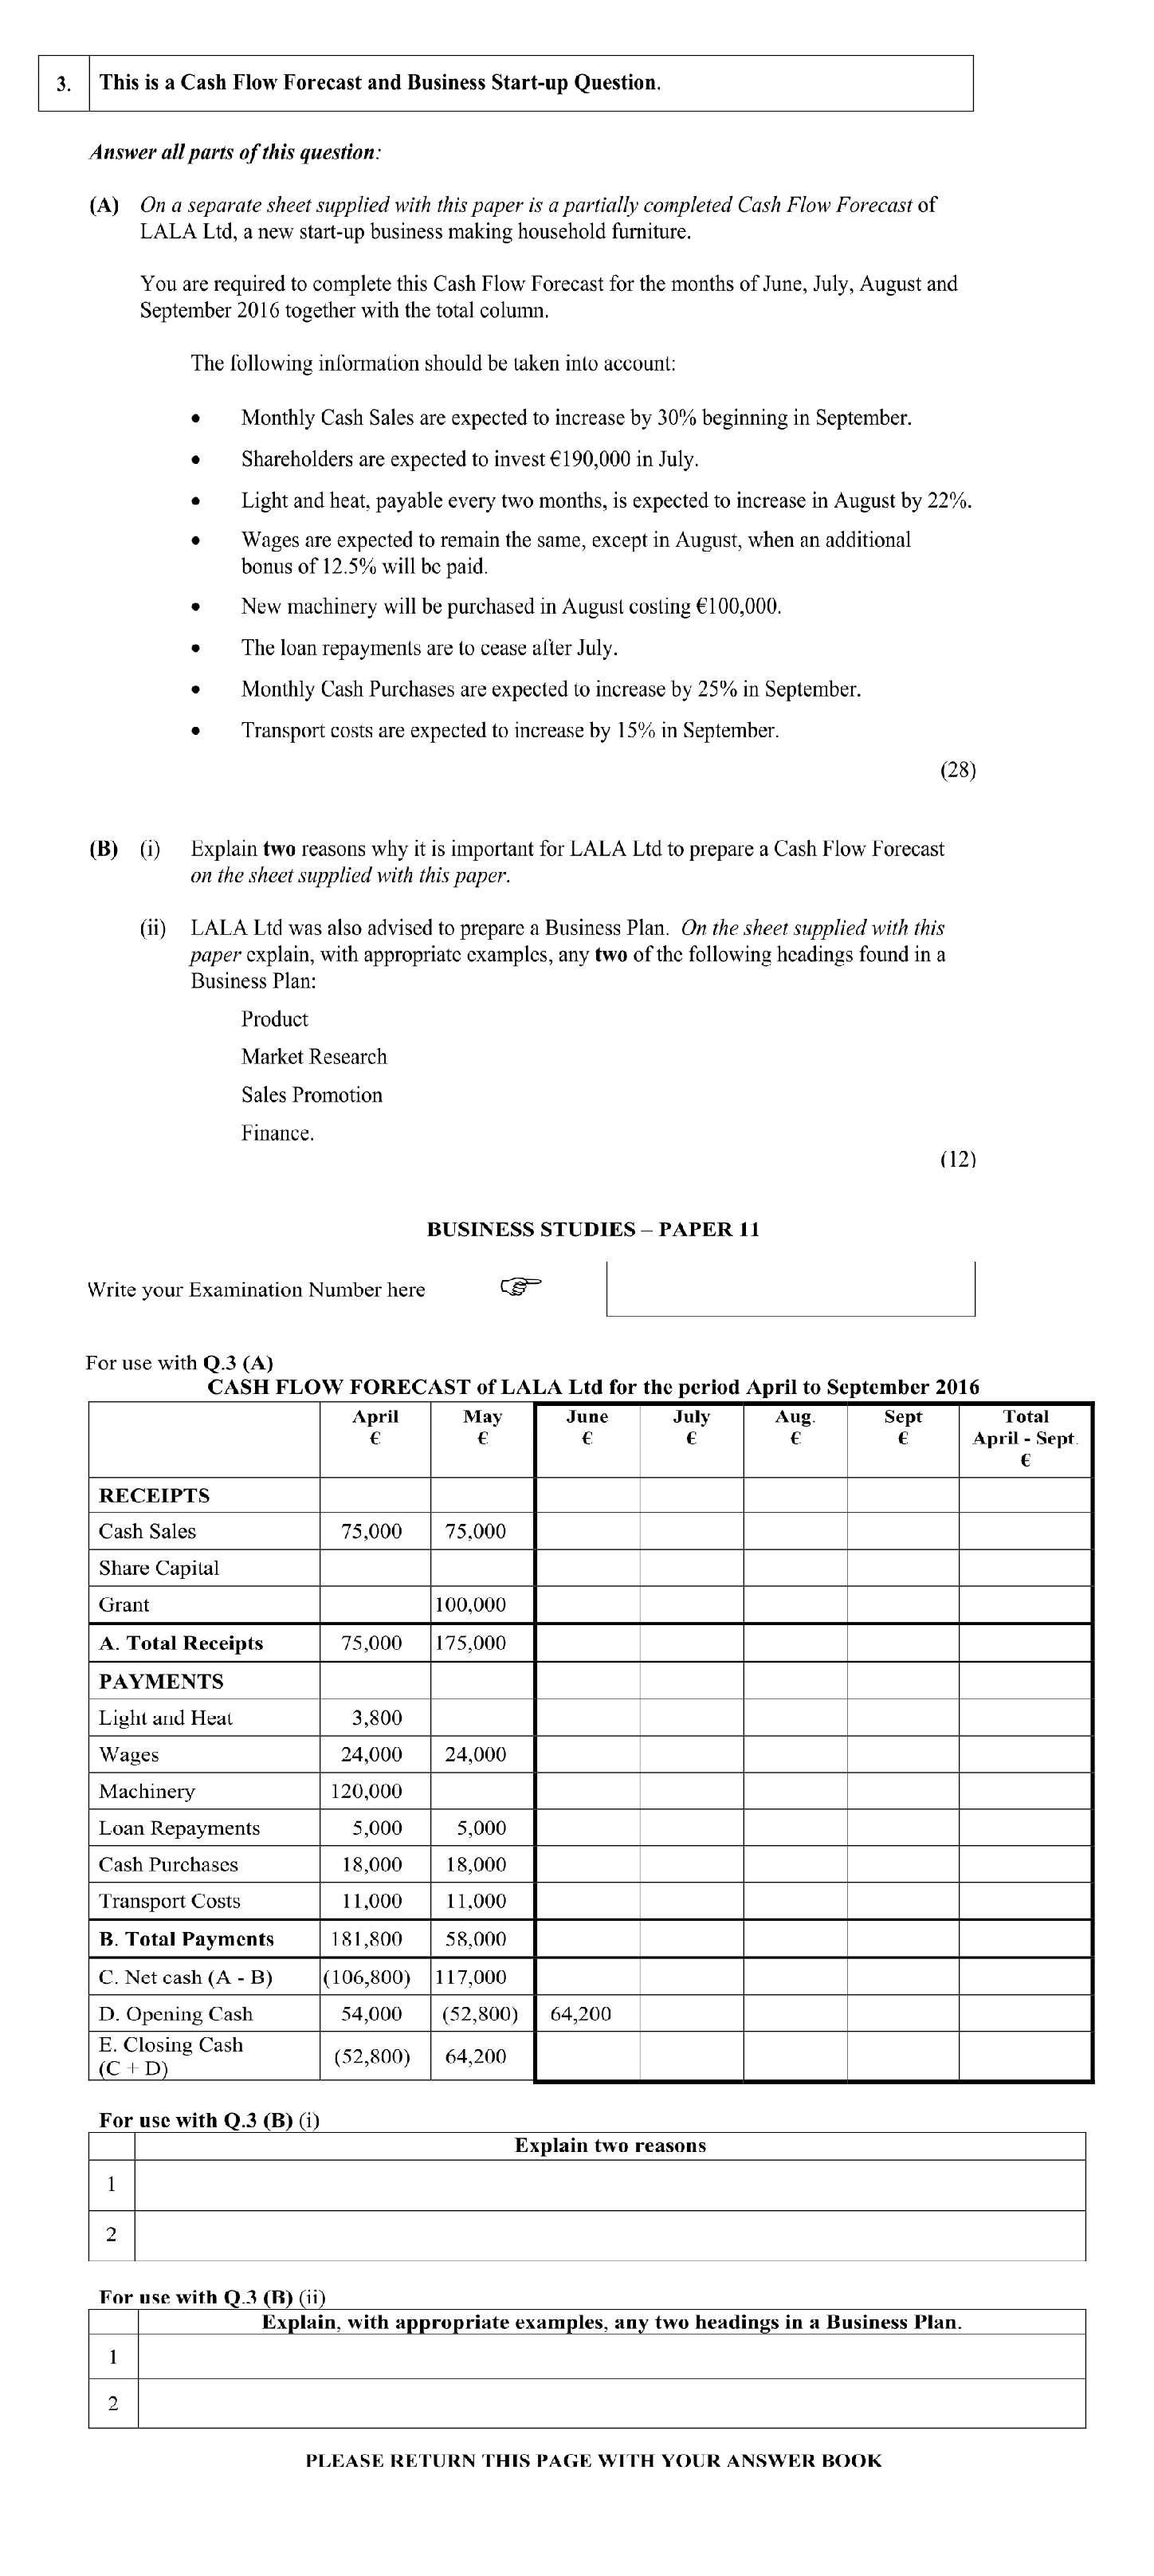 3. This is a Cash Flow Forecast and Business Start-up Question.
Answer all parts of this question:
(A) On a separate sheet supplied with this paper is a partially completed Cash Flow Forecast of
LALA Ltd, a new start-up business making household furniture.
You are required to complete this Cash Flow Forecast for the months of June, July, August and
September 2016 together with the total column.
The following information should be taken into account:
• Monthly Cash Sales are expected to increase by 30% beginning in September.
• Shareholders are expected to invest €190,000 in July.
• Light and heat, payable every two months, is expected to increase in August by 22%.
• Wages are expected to remain the same, except in August, when an additional
bonus of 12.5% will be paid.
• New machinery will be purchased in August costing €100,000.
• The loan repayments are to cease after July.
• Monthly Cash Purchases are expected to increase by 25% in September.
• Transport costs are expected to increase by 15% in September.
(28)
(B) (i) Explain two reasons why it is important for LALA Ltd to prepare a Cash Flow Forecast
on the sheet supplied with this paper.
(ii) LALA Ltd was also advised to prepare a Business Plan. On the sheet supplied with this
paper explain, with appropriate examples, any two of the following headings found in a
Business Plan:
Product
Market Research
Sales Promotion
Finance.
(12)
BUSINESS STUDIES – PAPER 11
Write your Examination Number here
For use with Q.3 (A)
CASH FLOW FORECAST of LALA Ltd for the period April to September 2016
April May June July Aug. Sept Total
€ € € € € € April - Sept.
€
RECEIPTS
Cash Sales 75,000 75,000
Share Capital
Grant 100,000
A. Total Receipts 75,000 175,000
PAYMENTS
Light and Heat 3,800
Wages 24,000 24,000
Machinery 120,000
Loan Repayments 5,000 5,000
Cash Purchases 18,000 18,000
Transport Costs 11,000 11,000
B. Total Payments 181,800 58,000
C. Net cash (A - B) (106,800) 117,000
D. Opening Cash 54,000 (52,800) 64,200
E. Closing Cash
(C + D) (52,800) 64,200
For use with Q.3 (B) (i)
Explain two reasons
1
2
For use with Q.3 (B) (ii)
Explain, with appropriate examples, any two headings in a Business Plan.
1
2
PLEASE RETURN THIS PAGE WITH YOUR ANSWER BOOK